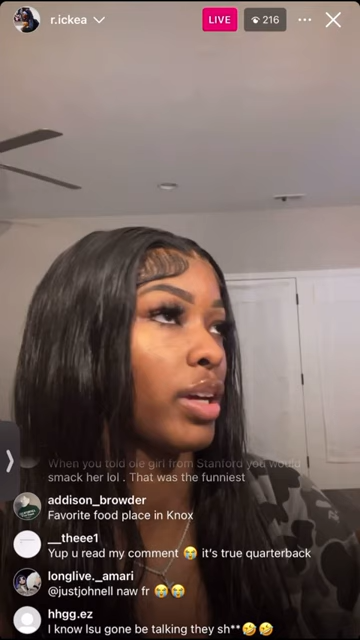 r.ickea
LIVE
216
When you told ole girl from Stanford you would
smack her lol . That was the funniest
addison_browder
Favorite food place in Knox
__theee1
Yup u read my comment 😭 it's true quarterback
longlive._amari
@justjohnell naw fr 😭😭
hhgg.ez
I know lsu gone be talking they sh**🤣🤣